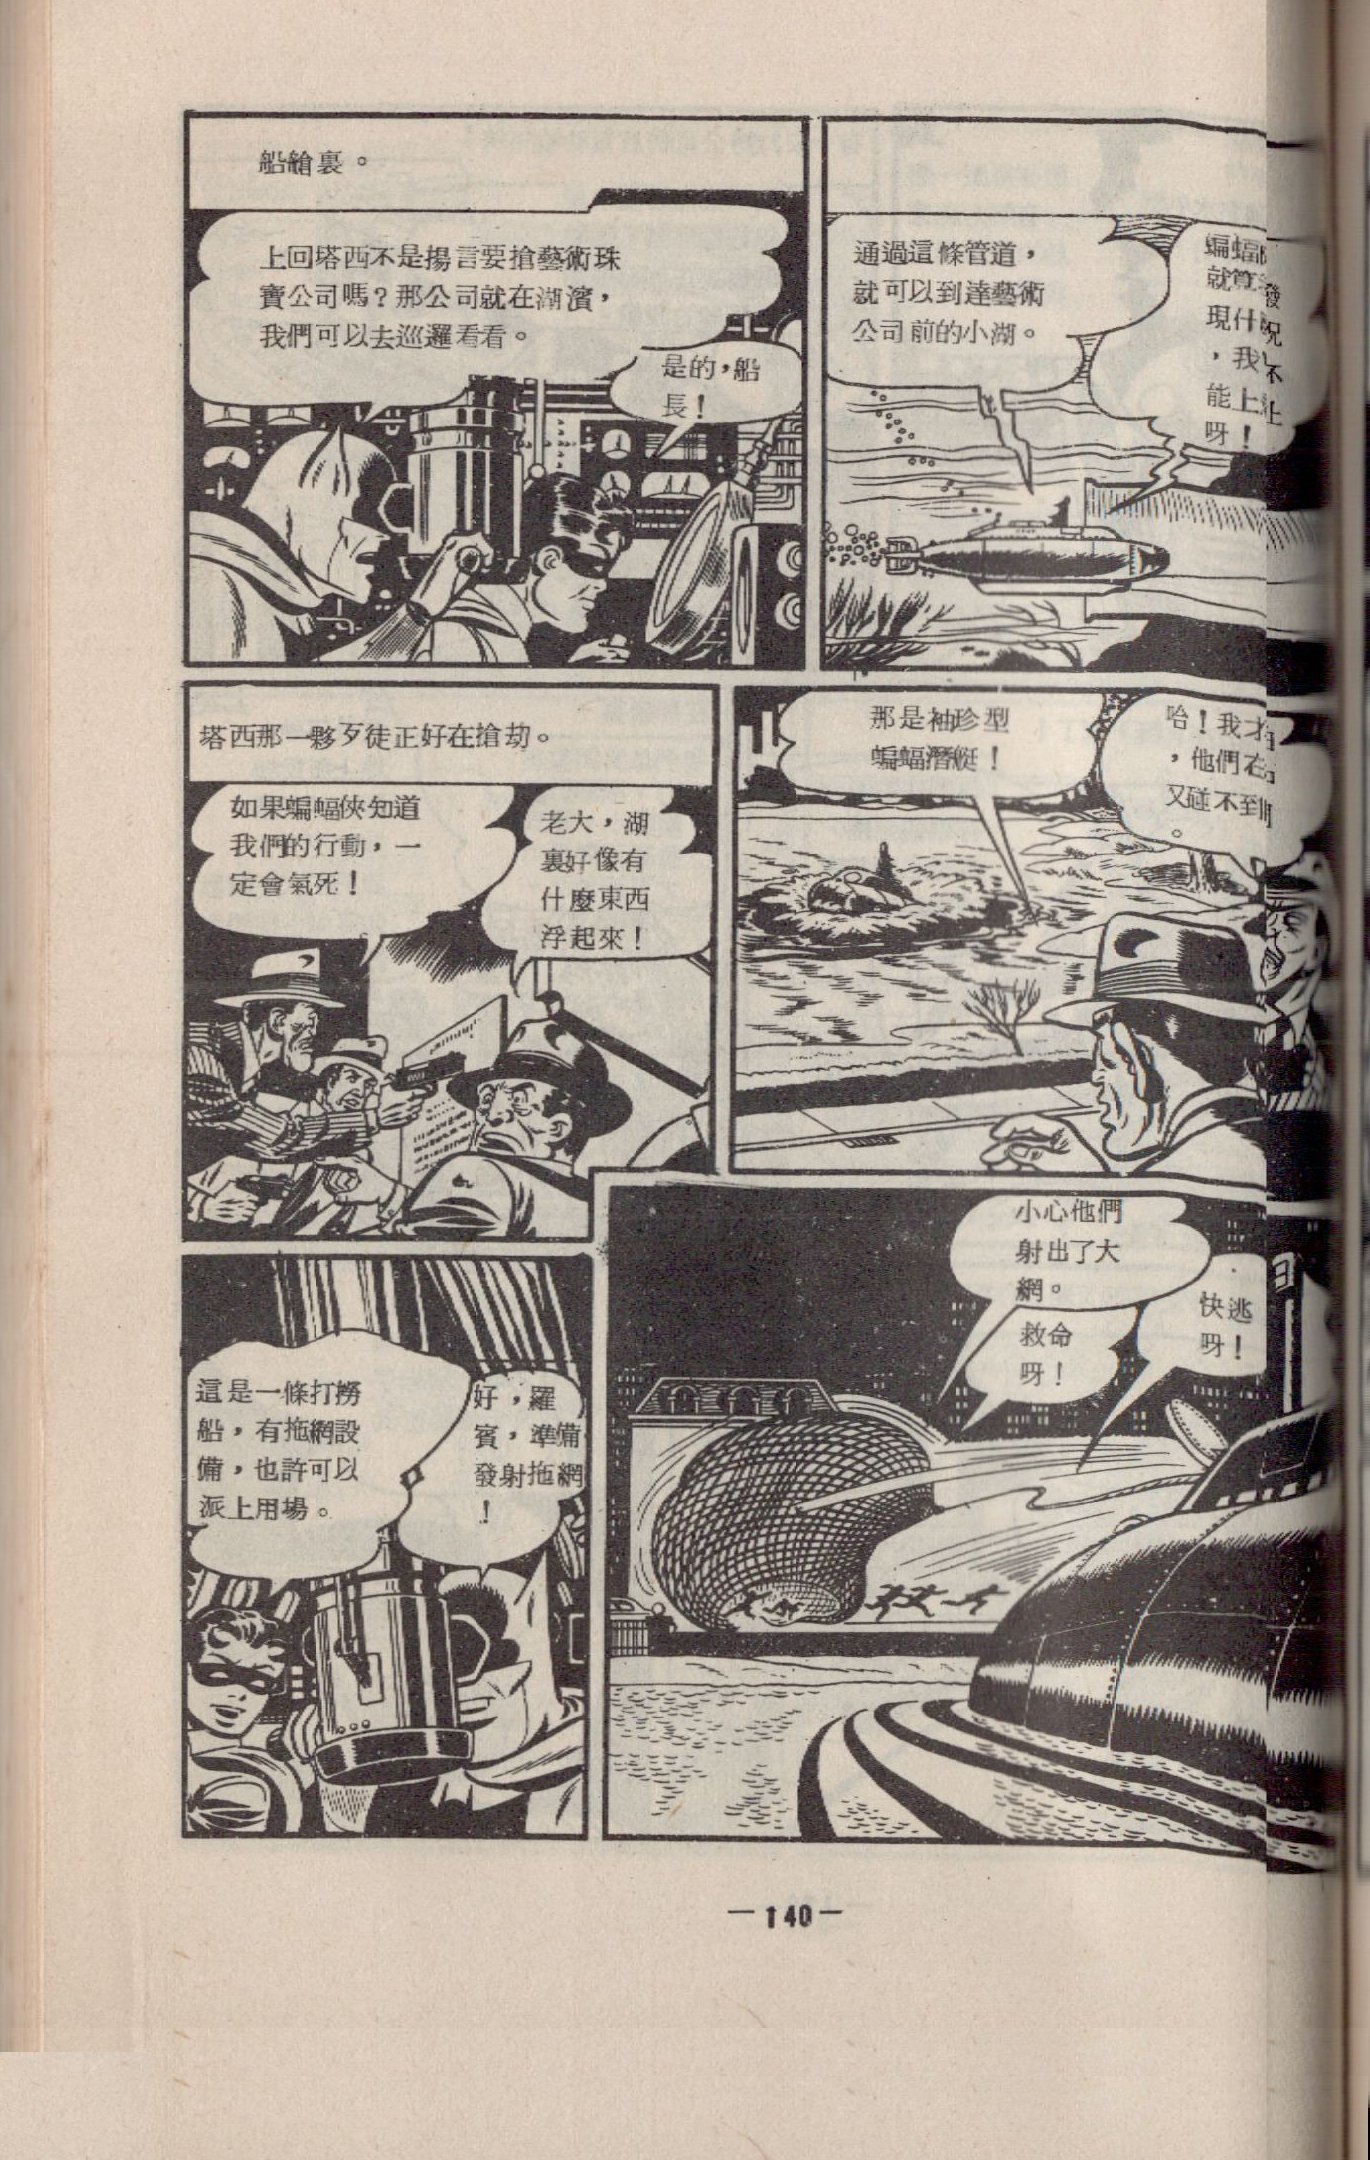 船艙裏。
上回塔西不是揚言要搶藝術珠
寶公司嗎？那公司就在湖濱，
我們可以去巡邏看看。
是的，船
長！
通過這條管道，
就可以到達藝術
公司前的小湖。
蝙蝠
就算
現什
，我
能上
呀！
塔西那一夥歹徒正好在搶劫。
如果蝙蝠俠知道
我們的行動，一
定會氣死！
老大，湖
裏好像有
什麼東西
浮起來！
那是袖珍型
蝙蝠潛艇！
哈！我才
，他們在
又碰不到
。
這是一條打撈
船，有拖網設
備，也許可以
派上用場。
好，羅
賓，準備
發射拖網
！
小心他們
射出了大
網。
救命
呀！
快逃
呀！
－140－